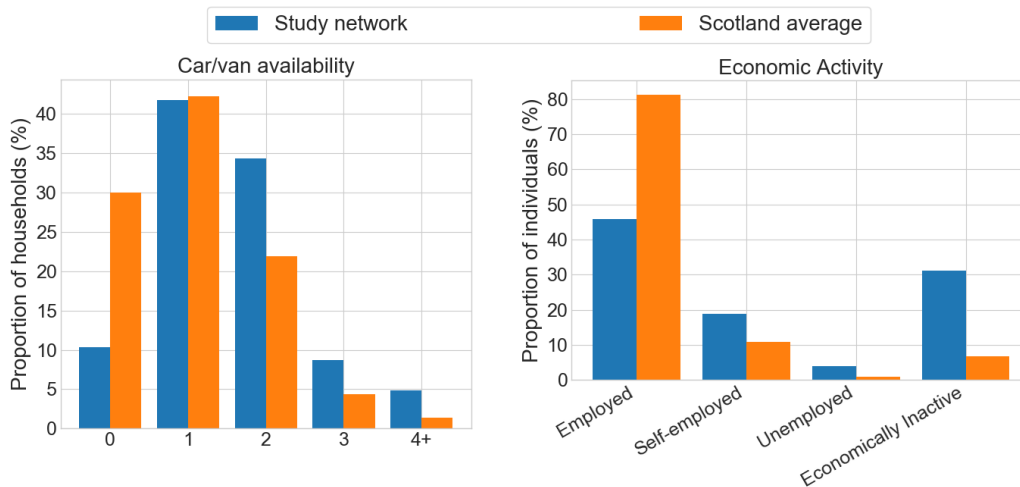 Study network
Scotland average
Car/van availability
Proportion of households (%)
40
35
30
25
20
15
10
5
0
0
1
2
3
4+
Economic Activity
Proportion of individuals (%)
80
70
60
50
40
30
20
10
0
Employed
Self-employed
Unemployed
Economically Inactive